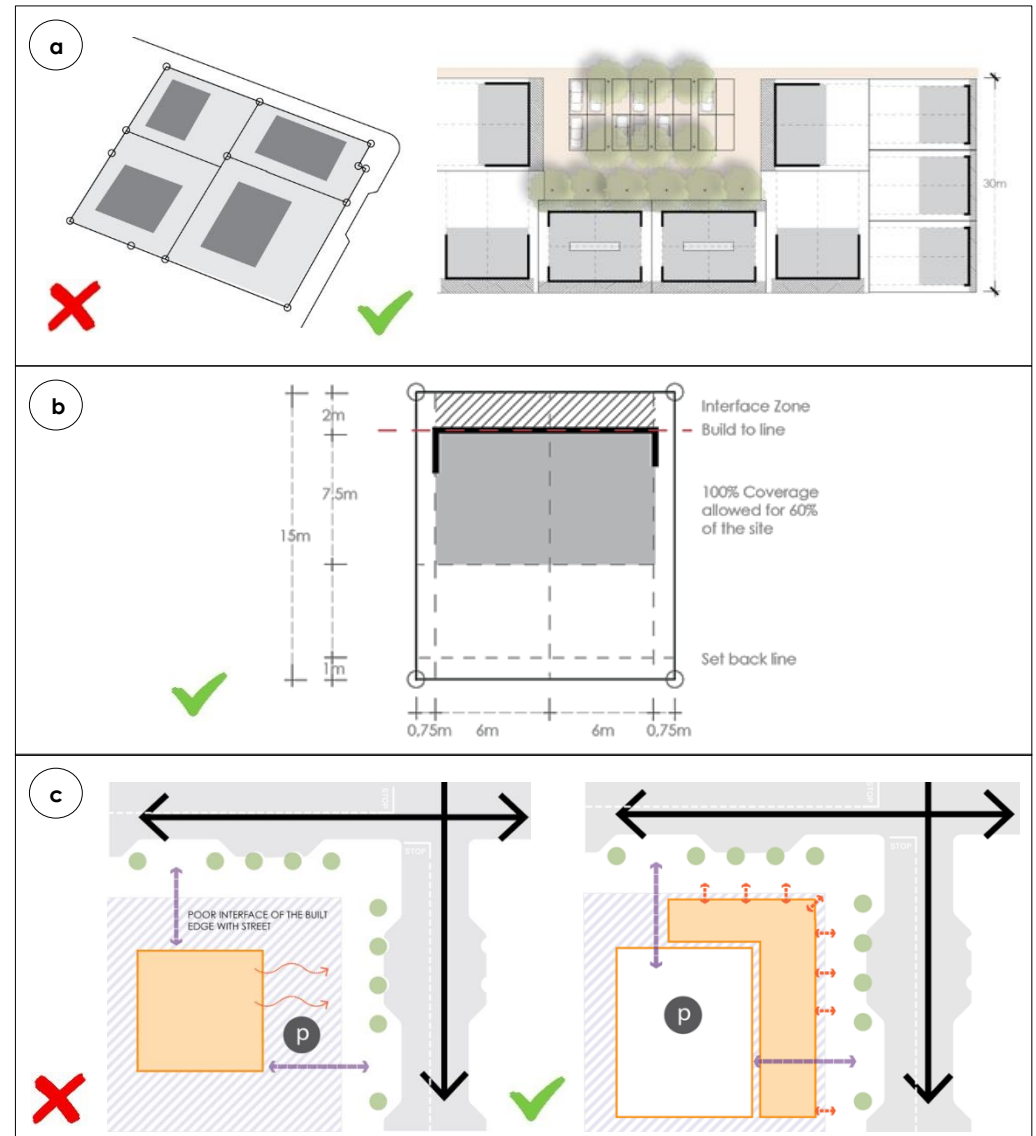 a
30m
b
2m
Interface Zone
Build to line
7.5m
100% Coverage
allowed for 60%
of the site
15m
Set back line
1m
0,75m
6m
6m
0,75m
c
STOP
STOP
STOP
STOP
POOR INTERFACE OF THE BUILT
EDGE WITH STREET
p
p